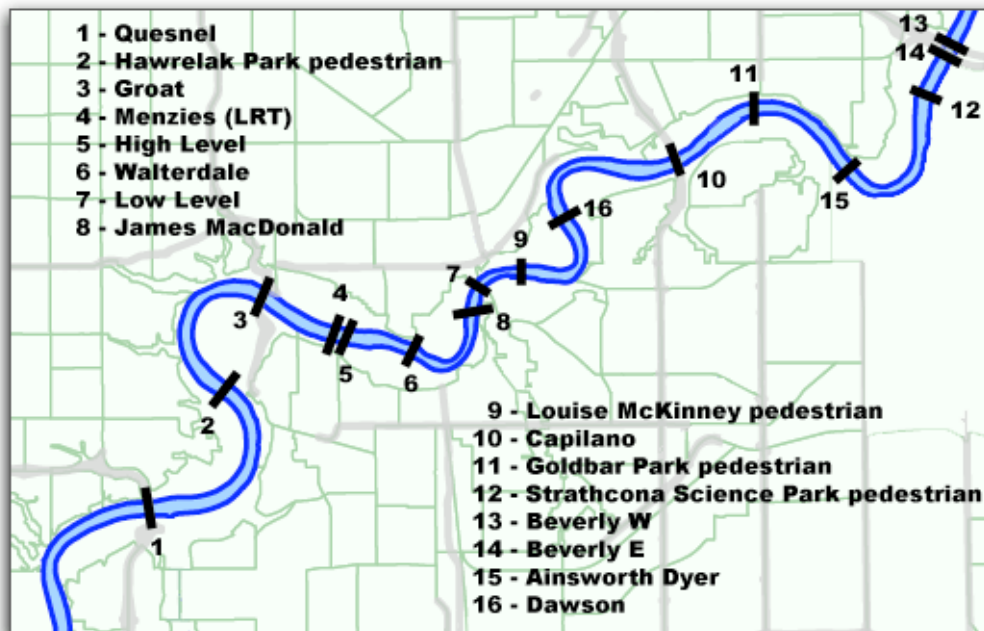 1 - Quesnel
2 - Hawrelak Park pedestrian
3 - Groat
4 - Menzies (LRT)
5 - High Level
6 - Walterdale
7 - Low Level
8 - James MacDonald
13
14
12
11
10
15
16
9
7
8
4
3
5
6
2
1
9 - Louise McKinney pedestrian
10 - Capilano
11 - Goldbar Park pedestrian
12 - Strathcona Science Park pedestrian
13 - Beverly W
14 - Beverly E
15 - Ainsworth Dyer
16 - Dawson